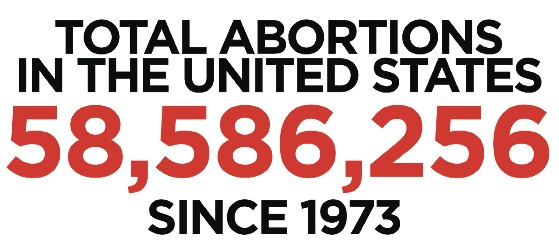 TOTAL ABORTIONS
IN THE UNITED STATES
58,586,256
SINCE 1973